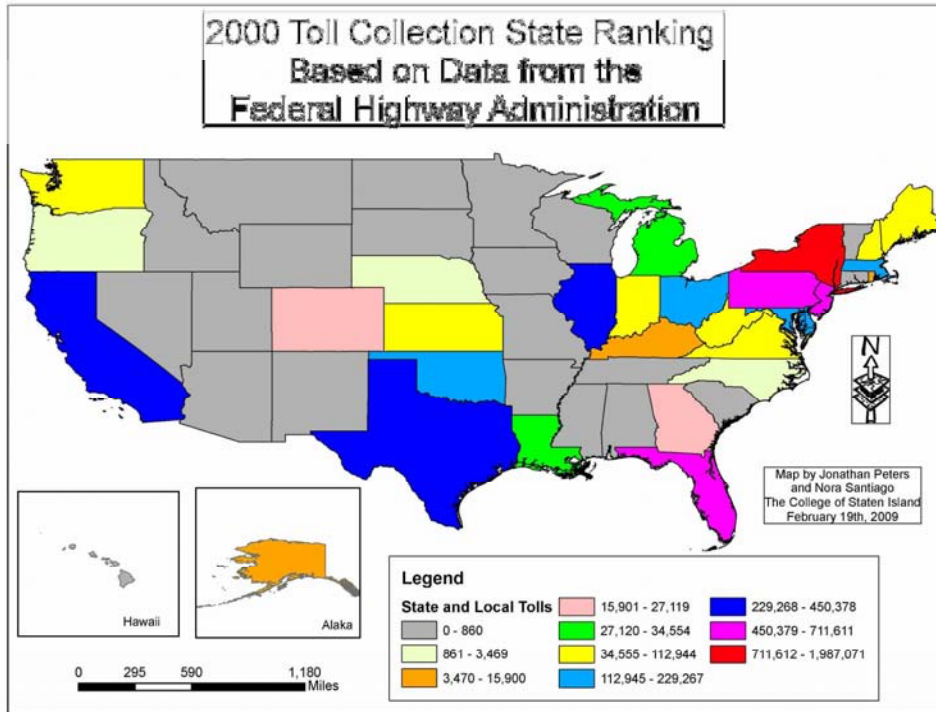 2000 Toll Collection State Ranking
Based on Data from the
Federal Highway Administration
N
Map by Jonathan Peters
and Nora Santiago
The College of Staten Island
February 19th, 2009
Hawaii
Alaka
Legend
State and Local Tolls
0 - 860
861 - 3,469
3,470 - 15,900
15,901 - 27,119
27,120 - 34,554
34,555 - 112,944
112,945 - 229,267
229,268 - 450,378
450,379 - 711,611
711,612 - 1,987,071
0 295 590 1,180
Miles